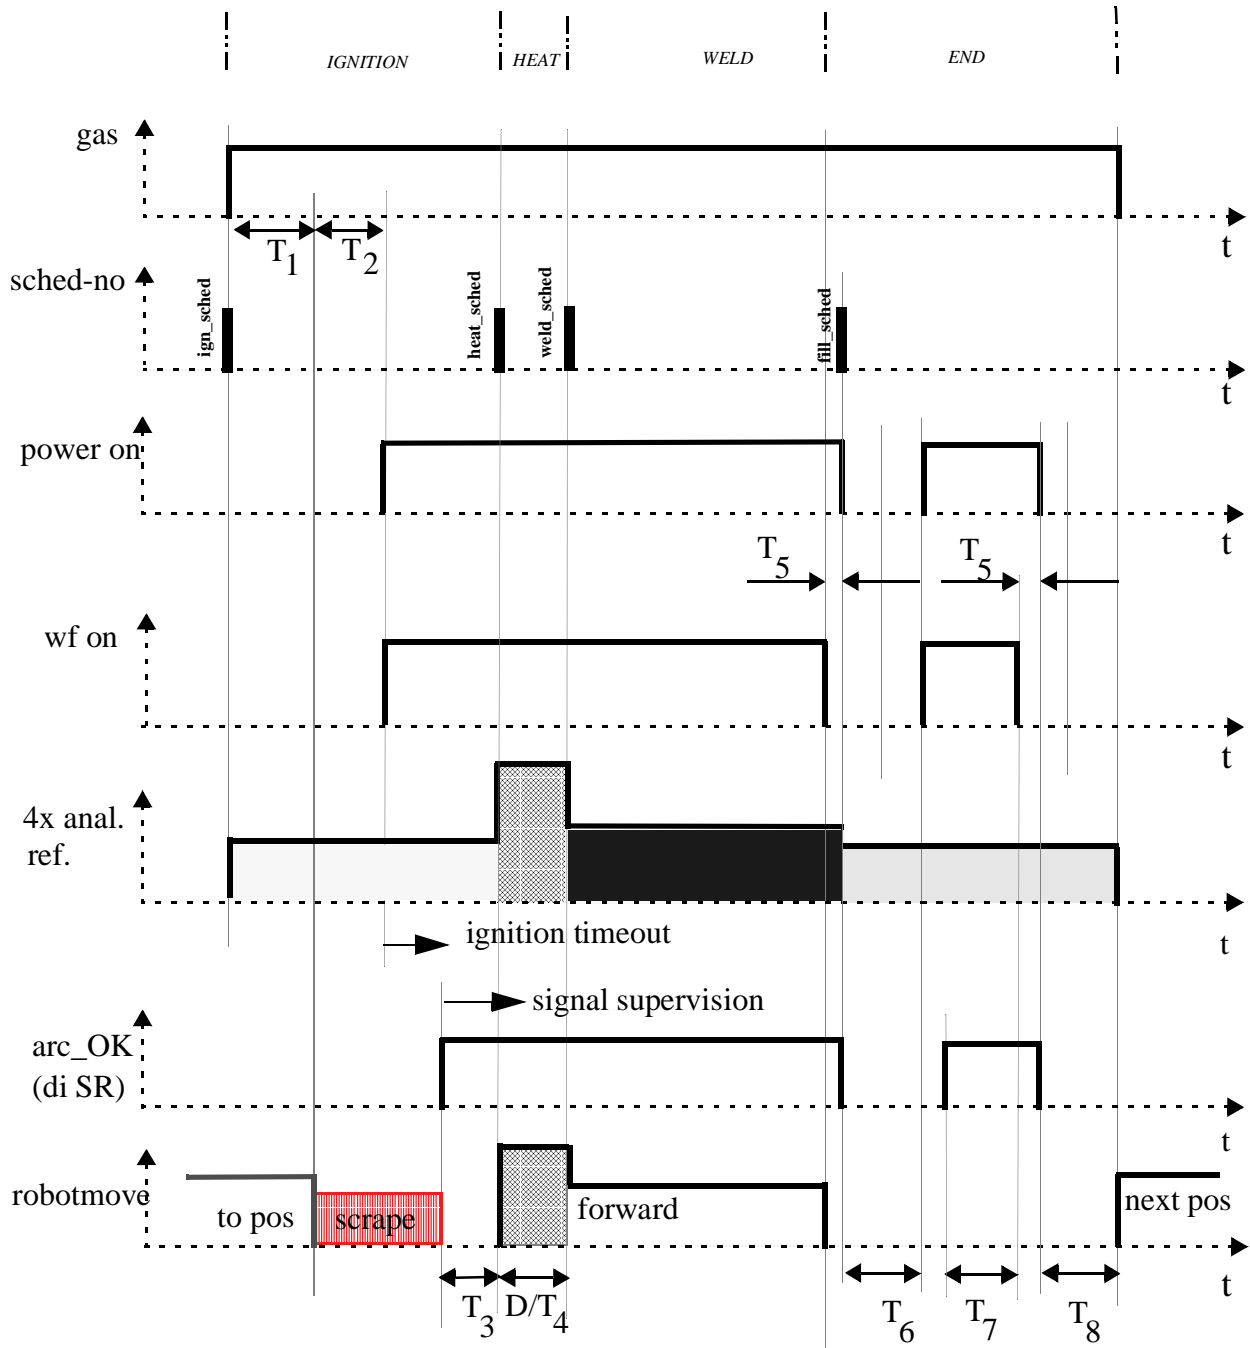 IGNITION HEAT WELD END
gas
T1 T2 t
sched-no
ign_sched
heat_sched
weld_sched
fill_sched
t
power on
t
T5 T5
wf on
t
4x anal.
ref.
ignition timeout t
signal supervision
arc_OK
(di SR)
t
robotmove
to pos scrape forward next pos
t
T3 D/T4 T6 T7 T8